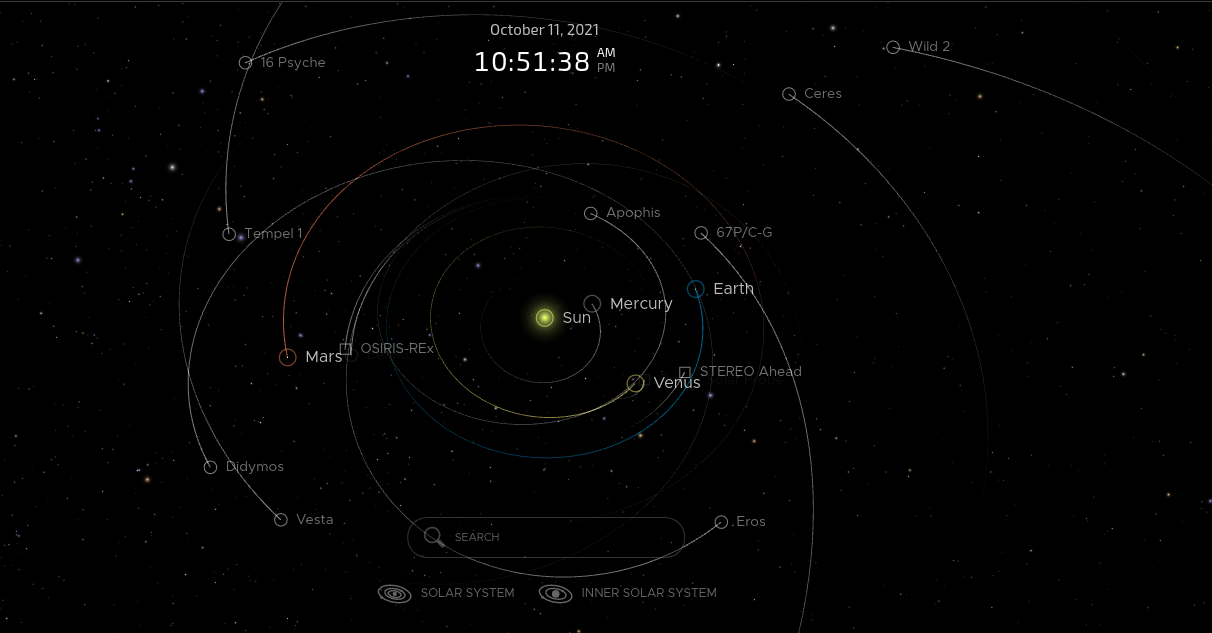 October 11, 2021
10:51:38 AM
PM
Wild 2
16 Psyche
Ceres
Apophis
67P/C-G
Tempel 1
Earth
Mercury
Sun
OSIRIS-REx
Mars
STEREO Ahead
Venus
Didymos
Vesta
Eros
SEARCH
SOLAR SYSTEM
INNER SOLAR SYSTEM